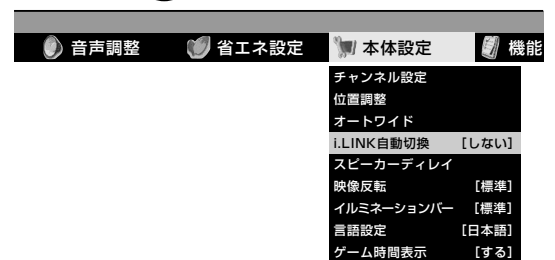 音声調整 省エネ設定 本体設定 機能
チャンネル設定
位置調整
オートワイド
i.LINK自動切換 [しない]
スピーカーディレイ
映像反転 [標準]
イルミネーションバー [標準]
言語設定 [日本語]
ゲーム時間表示 [する]